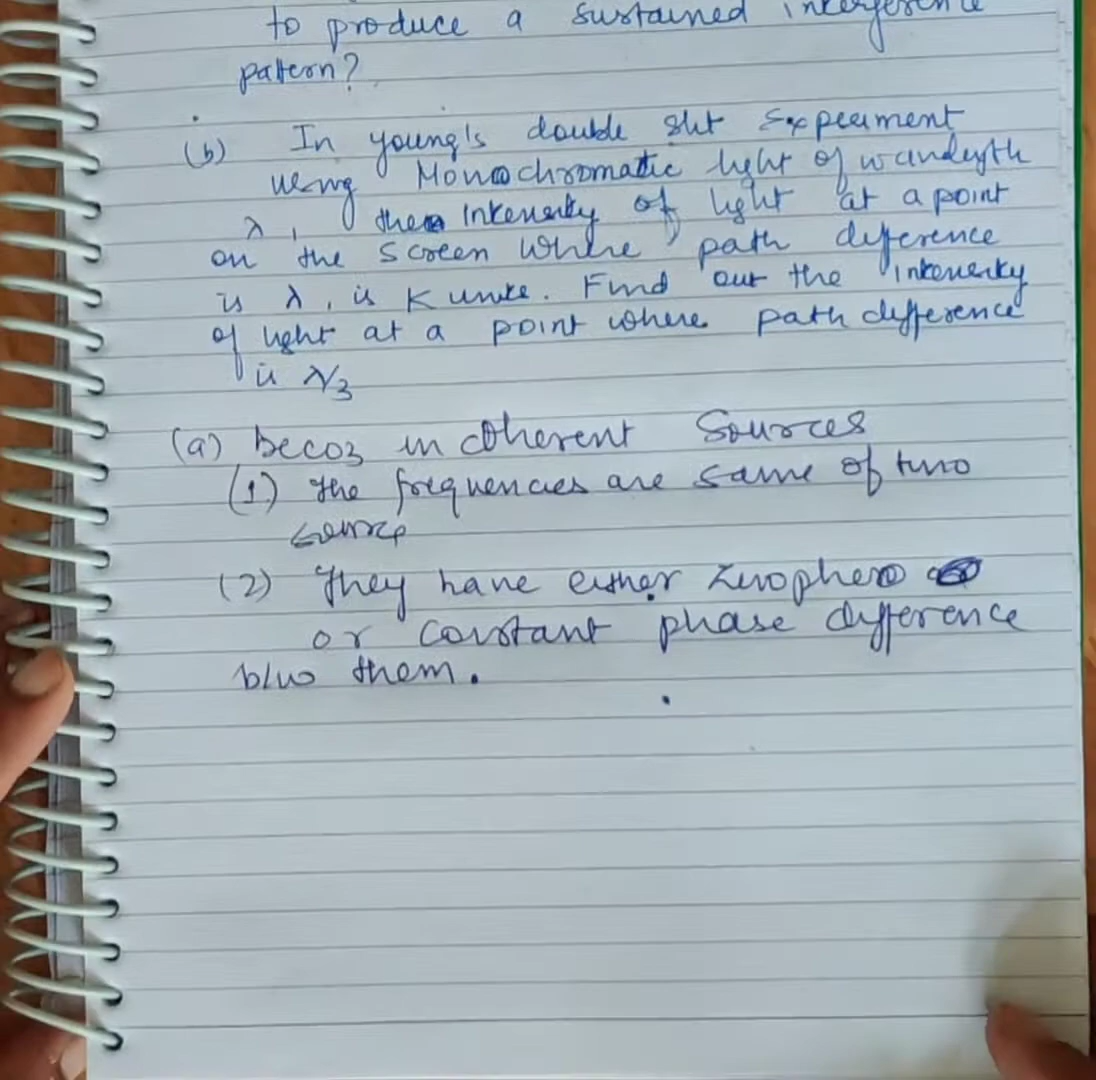 to produce a sustained interference
pattern?
(b) In young's double slit Experiment
using Monochromatic light of wavelength
λ, the Intensity of light at a point
on the screen where path difference
is λ, is K units. Find out the intensity
of light at a point where path difference
is λ/3
(a) Becoz in coherent Sources
(1) The frequencies are same of two
source
(2) They have either zero phase
or constant phase difference
b/w them.